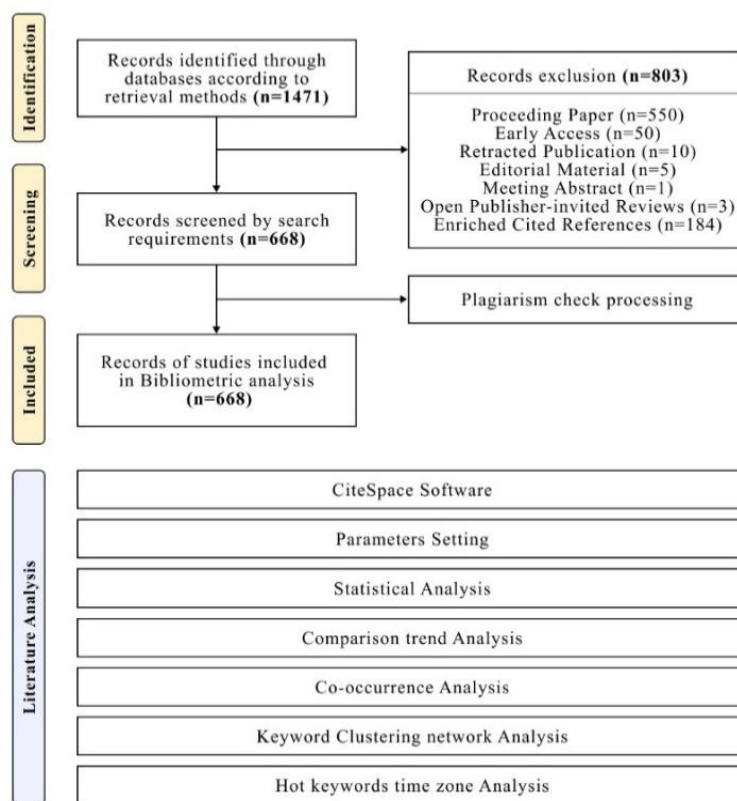 Identification
Records identified through
databases according to
retrieval methods (n=1471)
Records exclusion (n=803)
Proceeding Paper (n=550)
Early Access (n=50)
Retracted Publication (n=10)
Editorial Material (n=5)
Meeting Abstract (n=1)
Open Publisher-invited Reviews (n=3)
Enriched Cited References (n=184)
Screening
Records screened by search
requirements (n=668)
Plagiarism check processing
Included
Records of studies included
in Bibliometric analysis
(n=668)
Literature Analysis
CiteSpace Software
Parameters Setting
Statistical Analysis
Comparison trend Analysis
Co-occurrence Analysis
Keyword Clustering network Analysis
Hot keywords time zone Analysis